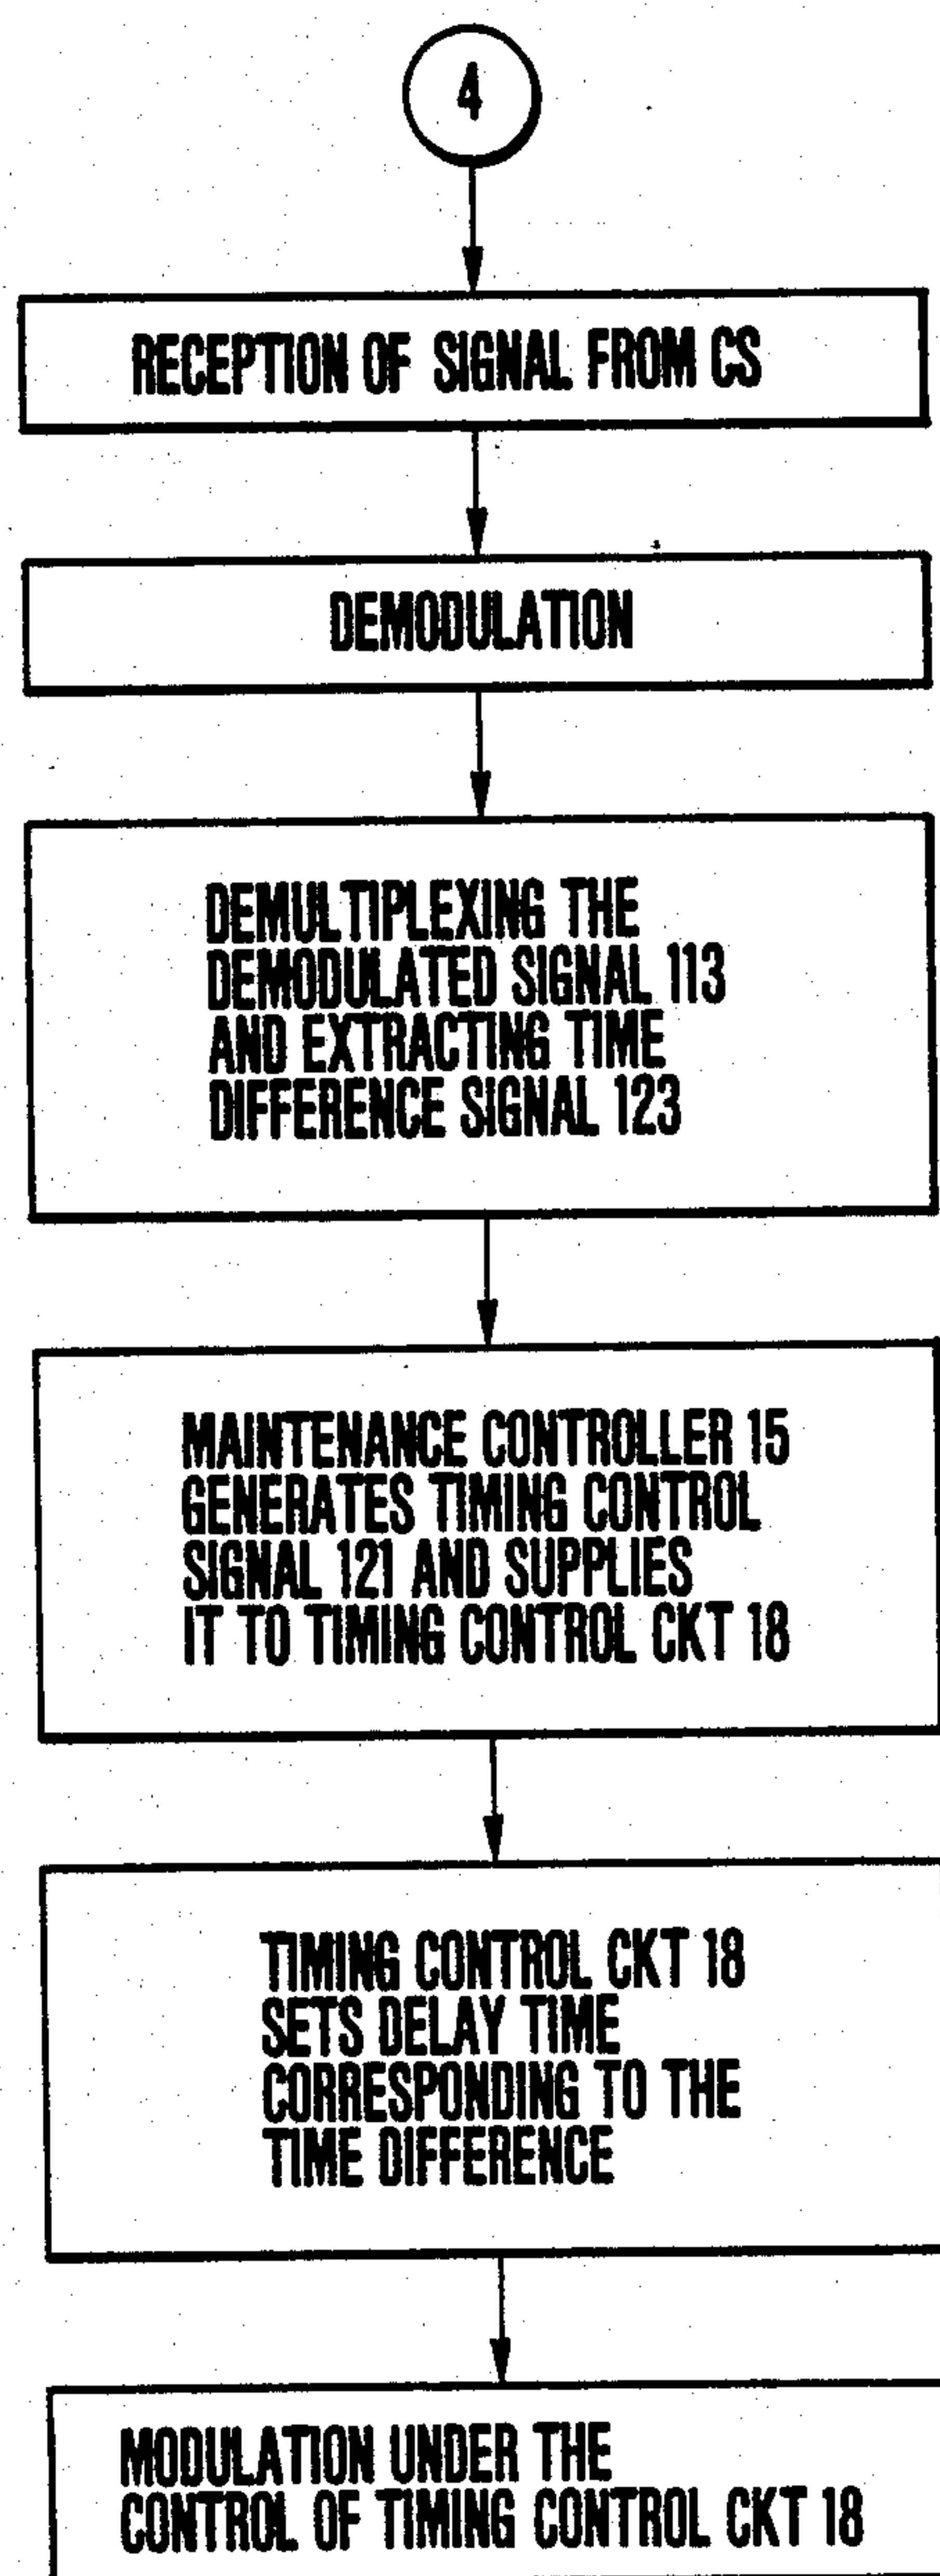 4
RECEPTION OF SIGNAL FROM CS
DEMODULATION
DEMULTIPLEXING THE
DEMODULATED SIGNAL 113
AND EXTRACTING TIME
DIFFERENCE SIGNAL 123
MAINTENANCE CONTROLLER 15
GENERATES TIMING CONTROL
SIGNAL 121 AND SUPPLIES
IT TO TIMING CONTROL CKT 18
TIMING CONTROL CKT 18
SETS DELAY TIME
CORRESPONDING TO THE
TIME DIFFERENCE
MODULATION UNDER THE
CONTROL OF TIMING CONTROL CKT 18